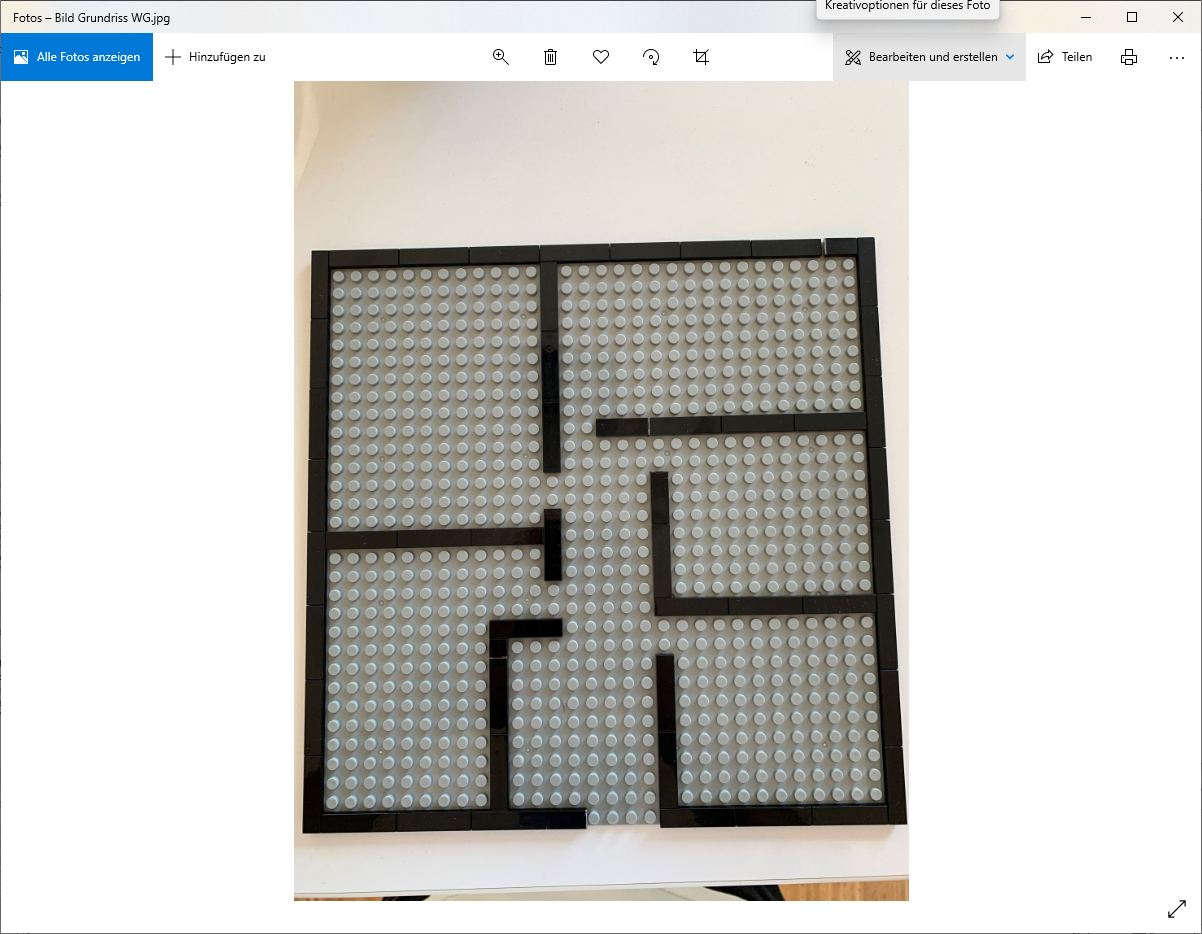 Fotos – Bild Grundriss WG.jpg
Kreativoptionen für dieses Foto
Alle Fotos anzeigen
Hinzufügen zu
Bearbeiten und erstellen
Teilen